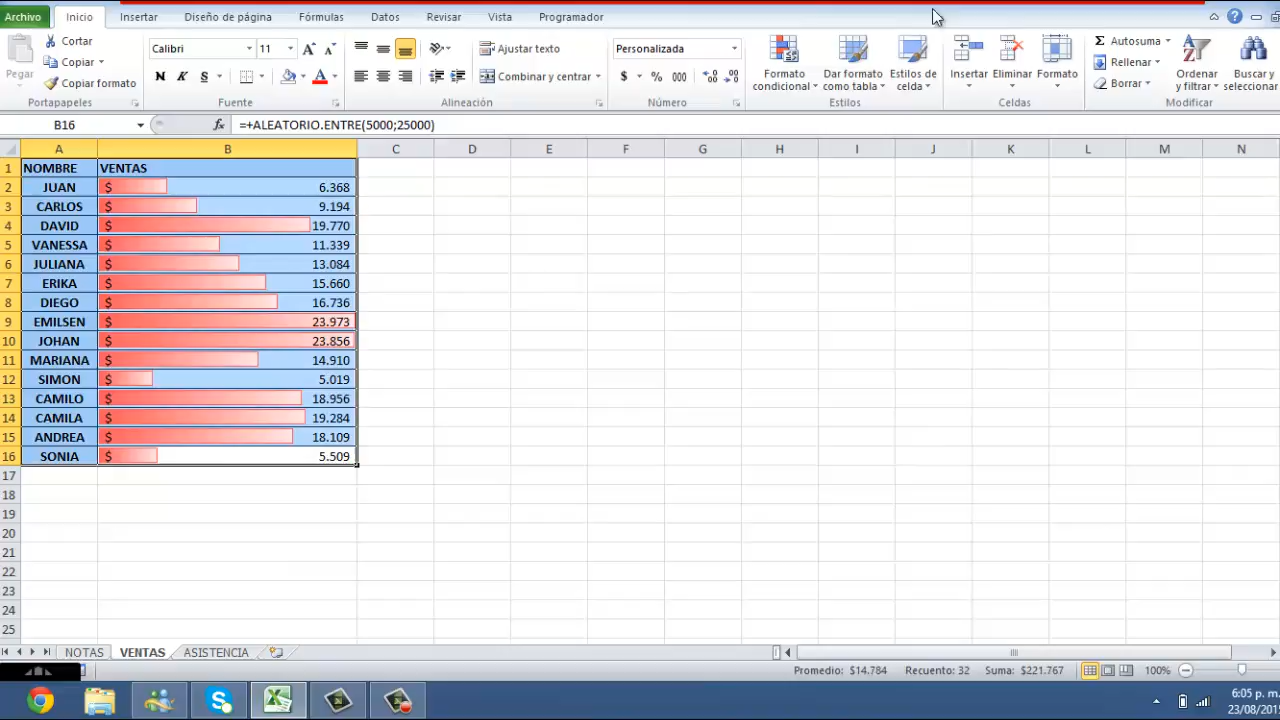 Archivo Inicio Insertar Diseño de página Fórmulas Datos Revisar Vista Programador
Pegar
Cortar
Copiar
Copiar formato
Portapapeles
Calibri 11
N K S
Fuente
Ajustar texto
Combinar y centrar
Alineación
Personalizada
$ % 000
Número
Formato condicional
Dar formato como tabla
Estilos de celda
Estilos
Insertar Eliminar Formato
Celdas
Autosuma
Rellenar
Borrar
Ordenar y filtrar
Buscar y seleccionar
Modificar
B16 fx =+ALEATORIO.ENTRE(5000;25000)
A B C D E F G H I J K L M N
1 NOMBRE VENTAS
2 JUAN $ 6.368
3 CARLOS $ 9.194
4 DAVID $ 19.770
5 VANESSA $ 11.339
6 JULIANA $ 13.084
7 ERIKA $ 15.660
8 DIEGO $ 16.736
9 EMILSEN $ 23.973
10 JOHAN $ 23.856
11 MARIANA $ 14.910
12 SIMON $ 5.019
13 CAMILO $ 18.956
14 CAMILA $ 19.284
15 ANDREA $ 18.109
16 SONIA $ 5.509
17
18
19
20
21
22
23
24
25
NOTAS VENTAS ASISTENCIA
Promedio: $14.784 Recuento: 32 Suma: $221.767 100%
6:05 p. m.